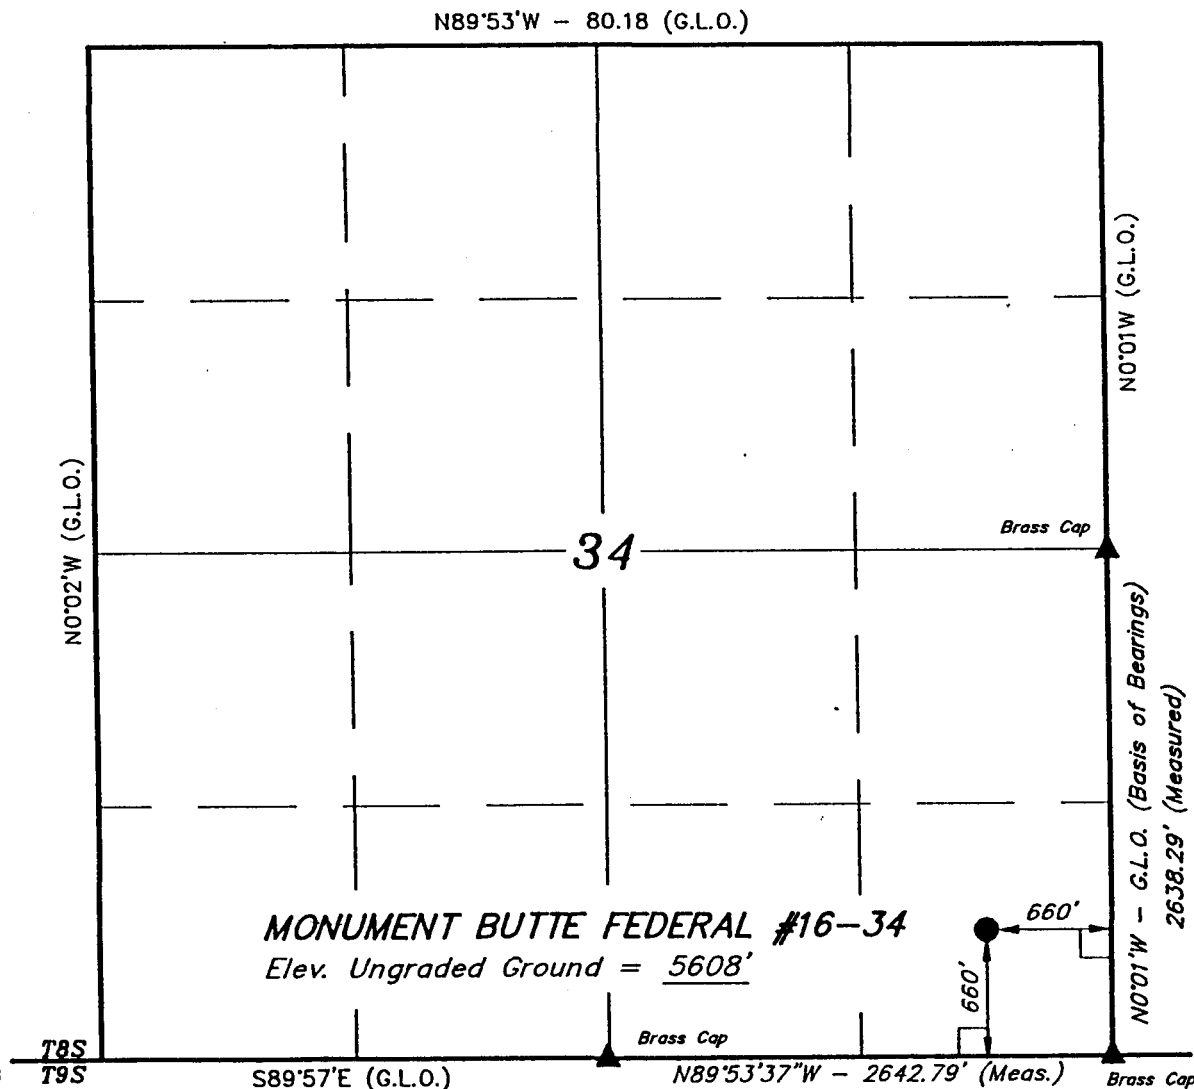 N89°53'W - 80.18 (G.L.O.)
N0°01'W (G.L.O.)
N0°02'W (G.L.O.)
Brass Cap
34
N0°01'W - G.L.O. (Basis of Bearings)
2638.29' (Measured)
MONUMENT BUTTE FEDERAL #16-34
Elev. Ungraded Ground = 5608'
660'
660'
Brass Cap
T8S
T9S
S89°57'E (G.L.O.)
N89°53'37"W - 2642.79' (Meas.)
Brass Cap